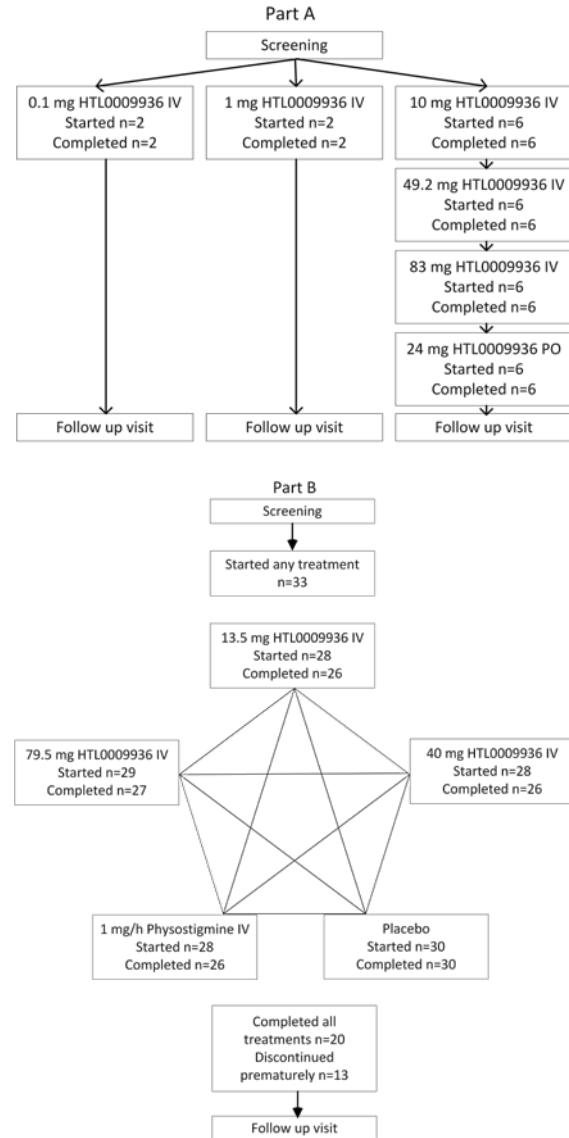 Part A
Screening
0.1 mg HTL0009936 IV
Started n=2
Completed n=2
1 mg HTL0009936 IV
Started n=2
Completed n=2
10 mg HTL0009936 IV
Started n=6
Completed n=6
49.2 mg HTL0009936 IV
Started n=6
Completed n=6
83 mg HTL0009936 IV
Started n=6
Completed n=6
24 mg HTL0009936 PO
Started n=6
Completed n=6
Follow up visit
Follow up visit
Follow up visit
Part B
Screening
Started any treatment
n=33
13.5 mg HTL0009936 IV
Started n=28
Completed n=26
79.5 mg HTL0009936 IV
Started n=29
Completed n=27
40 mg HTL0009936 IV
Started n=28
Completed n=26
1 mg/h Physostigmine IV
Started n=28
Completed n=26
Placebo
Started n=30
Completed n=30
Completed all
treatments n=20
Discontinued
prematurely n=13
Follow up visit